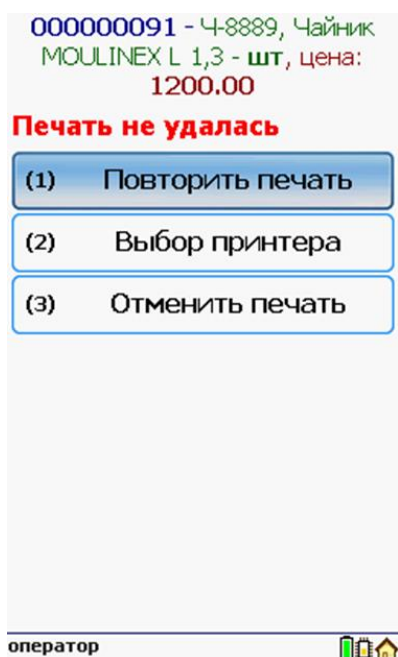 000000091 - Ч-8889, Чайник
MOULINEX L 1,3 - шт, цена:
1200.00
Печать не удалась
(1) Повторить печать
(2) Выбор принтера
(3) Отменить печать
оператор